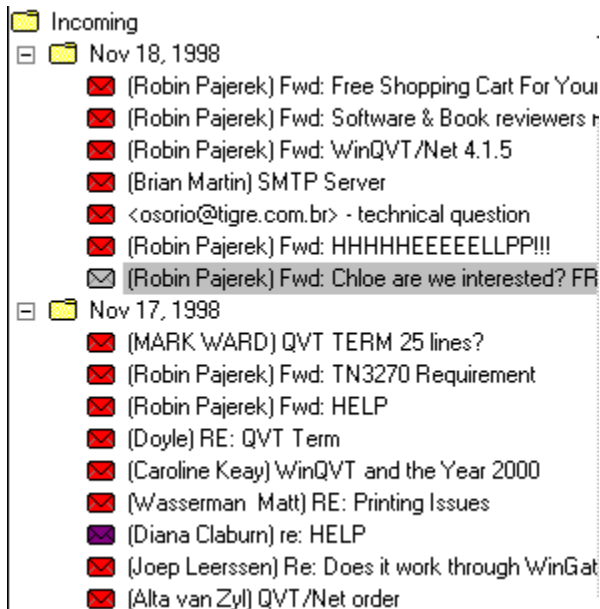 Incoming
Nov 18, 1998
(Robin Pajerek) Fwd: Free Shopping Cart For Your
(Robin Pajerek) Fwd: Software & Book reviewers
(Robin Pajerek) Fwd: WinQVT/Net 4.1.5
(Brian Martin) SMTP Server
<osorio@tigre.com.br> - technical question
(Robin Pajerek) Fwd: HHHHHEEEEELLPP!!!
(Robin Pajerek) Fwd: Chloe are we interested? FR
Nov 17, 1998
(MARK WARD) QVT TERM 25 lines?
(Robin Pajerek) Fwd: TN3270 Requirement
(Robin Pajerek) Fwd: HELP
(Doyle) RE: QVT Term
(Caroline Keay) WinQVT and the Year 2000
(Wasserman  Matt) RE: Printing Issues
(Diana Claburn) re: HELP
(Joep Leerssen) Re: Does it work through WinGat
(Alta van Zyl) QVT/Net order